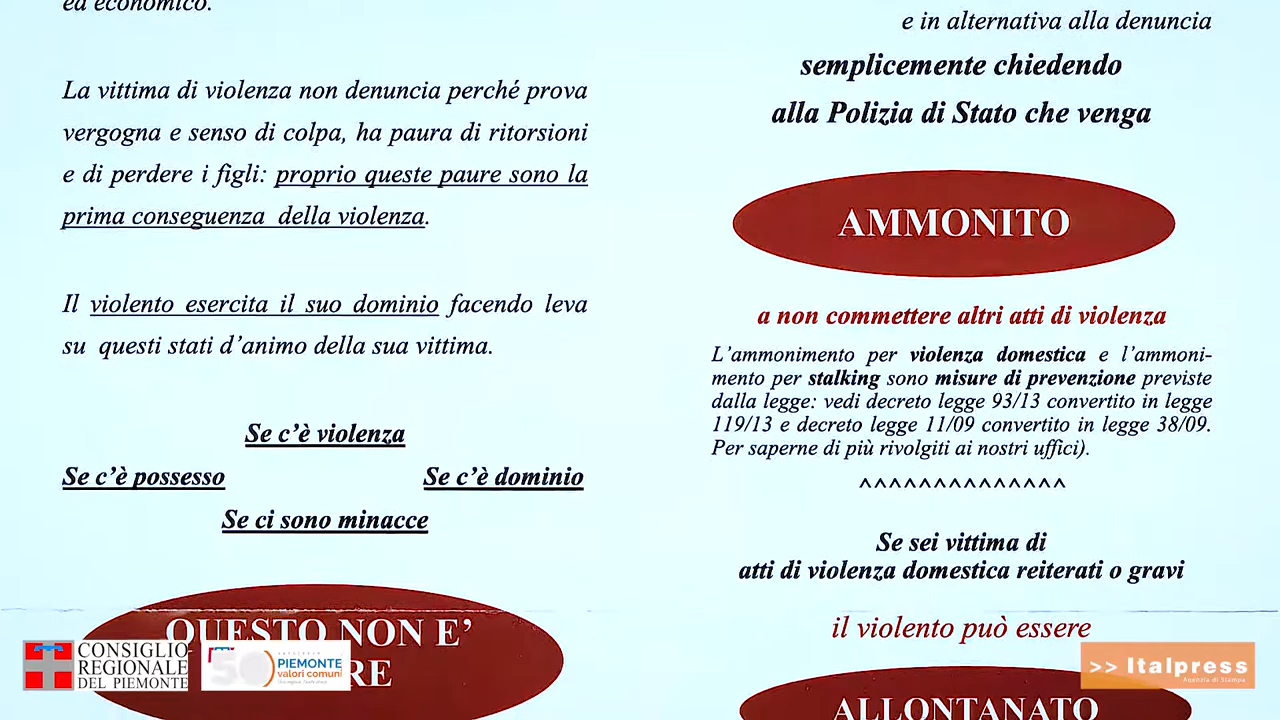 ed economico.
La vittima di violenza non denuncia perché prova
vergogna e senso di colpa, ha paura di ritorsioni
e di perdere i figli: proprio queste paure sono la
prima conseguenza della violenza.
Il violento esercita il suo dominio facendo leva
su questi stati d’animo della sua vittima.
Se c’è violenza
Se c’è possesso
Se c’è dominio
Se ci sono minacce
QUESTO NON E’
RE
e in alternativa alla denuncia
semplicemente chiedendo
alla Polizia di Stato che venga
AMMONITO
a non commettere altri atti di violenza
L’ammonimento per violenza domestica e l’ammoni-
mento per stalking sono misure di prevenzione previste
dalla legge: vedi decreto legge 93/13 convertito in legge
119/13 e decreto legge 11/09 convertito in legge 38/09.
Per saperne di più rivolgiti ai nostri uffici).
^^^^^^^^^^^^^^
Se sei vittima di
atti di violenza domestica reiterati o gravi
il violento può essere
ALLONTANATO
CONSIGLIO
REGIONALE
DEL PIEMONTE
50
PIEMONTE
valori comuni
>> Italpress
Agenzia di Stampa